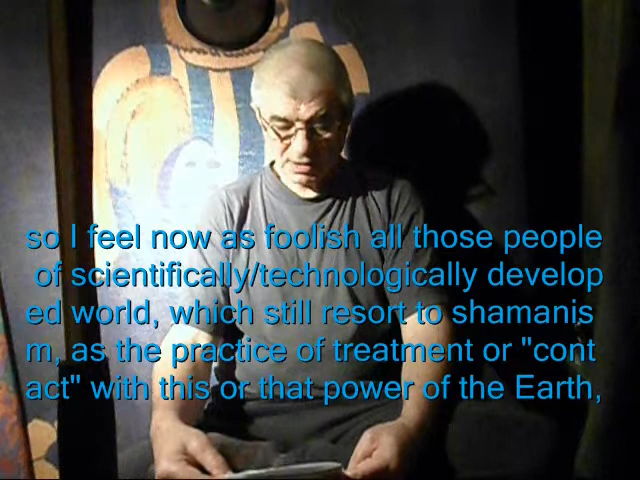 so I feel now as foolish all those people
of scientifically/technologically develop
ed world, which still resort to shamanis
m, as the practice of treatment or "cont
act" with this or that power of the Earth,